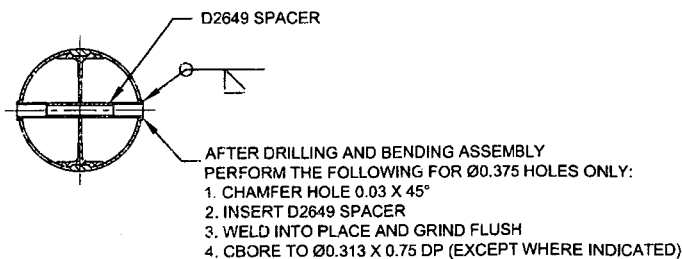 D2649 SPACER
AFTER DRILLING AND BENDING ASSEMBLY
PERFORM THE FOLLOWING FOR Ø0.375 HOLES ONLY:
1. CHAMFER HOLE 0.03 X 45°
2. INSERT D2649 SPACER
3. WELD INTO PLACE AND GRIND FLUSH
4. CBORE TO Ø0.313 X 0.75 DP (EXCEPT WHERE INDICATED)